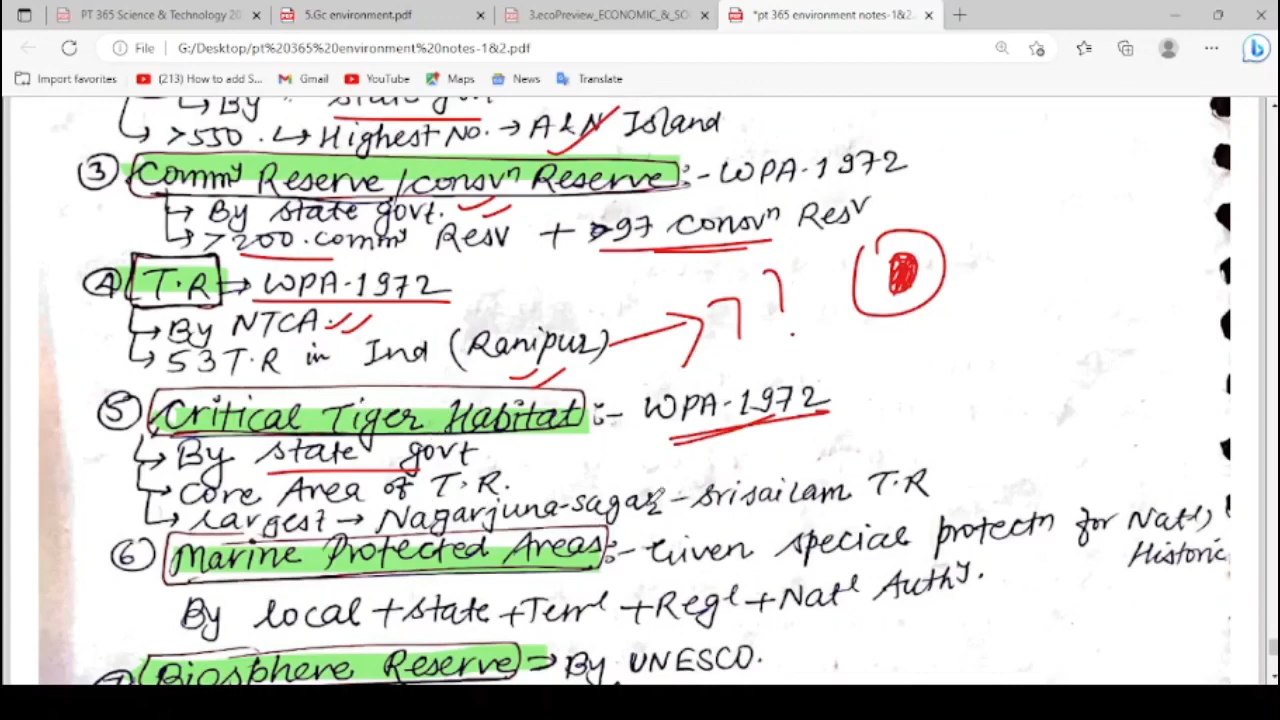 PT 365 Science & Technology 20
5.Gc environment.pdf
3.ecoPreview_ECONOMIC_&_SO
*pt 365 environment notes-1&2.
File
G:/Desktop/pt%20365%20environment%20notes-1&2.pdf
Import favorites
(213) How to add S...
Gmail
YouTube
Maps
News
Translate
↳ By state gov
↳ >550. ↳ Highest No. → A&N Island
③ Commʸ Reserve / Consvⁿ Reserve :- WPA-1972
↳ By state govt.
↳ >200 commʸ Resv + >97 Consvⁿ Resv
④ T.R → WPA-1972
↳ By NTCA.
↳ 53 T.R in Ind (Ranipur) → ??
⑤ Critical Tiger Habitat :- WPA-1972
↳ By state govt
↳ Core Area of T.R.
↳ largest → Nagarjuna-sagar-Srisailam T.R
⑥ Marine Protected Areas :- Given special protectn for Natl,
Historic
By local + state + Terrˡ + Regˡ + Natˡ Authʸ.
Biosphere Reserve ⇒ By UNESCO.